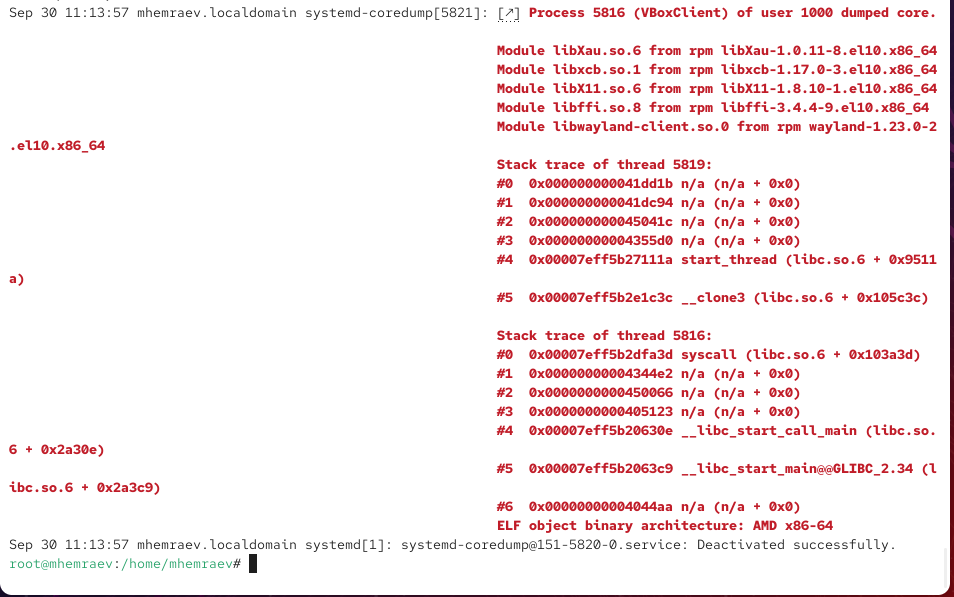 Sep 30 11:13:57 mhemraev.localdomain systemd-coredump[5821]: [↗] Process 5816 (VBoxClient) of user 1000 dumped core.
Module libXau.so.6 from rpm libXau-1.0.11-8.el10.x86_64
Module libxcb.so.1 from rpm libxcb-1.17.0-3.el10.x86_64
Module libX11.so.6 from rpm libX11-1.8.10-1.el10.x86_64
Module libffi.so.8 from rpm libffi-3.4.4-9.el10.x86_64
Module libwayland-client.so.0 from rpm wayland-1.23.0-2
.el10.x86_64
Stack trace of thread 5819:
#0  0x000000000041dd1b n/a (n/a + 0x0)
#1  0x000000000041dc94 n/a (n/a + 0x0)
#2  0x000000000045041c n/a (n/a + 0x0)
#3  0x00000000004355d0 n/a (n/a + 0x0)
#4  0x00007eff5b27111a start_thread (libc.so.6 + 0x9511
a)
#5  0x00007eff5b2e1c3c __clone3 (libc.so.6 + 0x105c3c)
Stack trace of thread 5816:
#0  0x00007eff5b2dfa3d syscall (libc.so.6 + 0x103a3d)
#1  0x00000000004344e2 n/a (n/a + 0x0)
#2  0x0000000000450066 n/a (n/a + 0x0)
#3  0x0000000000405123 n/a (n/a + 0x0)
#4  0x00007eff5b20630e __libc_start_call_main (libc.so.
6 + 0x2a30e)
#5  0x00007eff5b2063c9 __libc_start_main@@GLIBC_2.34 (l
ibc.so.6 + 0x2a3c9)
#6  0x00000000004044aa n/a (n/a + 0x0)
ELF object binary architecture: AMD x86-64
Sep 30 11:13:57 mhemraev.localdomain systemd[1]: systemd-coredump@151-5820-0.service: Deactivated successfully.
root@mhemraev:/home/mhemraev#